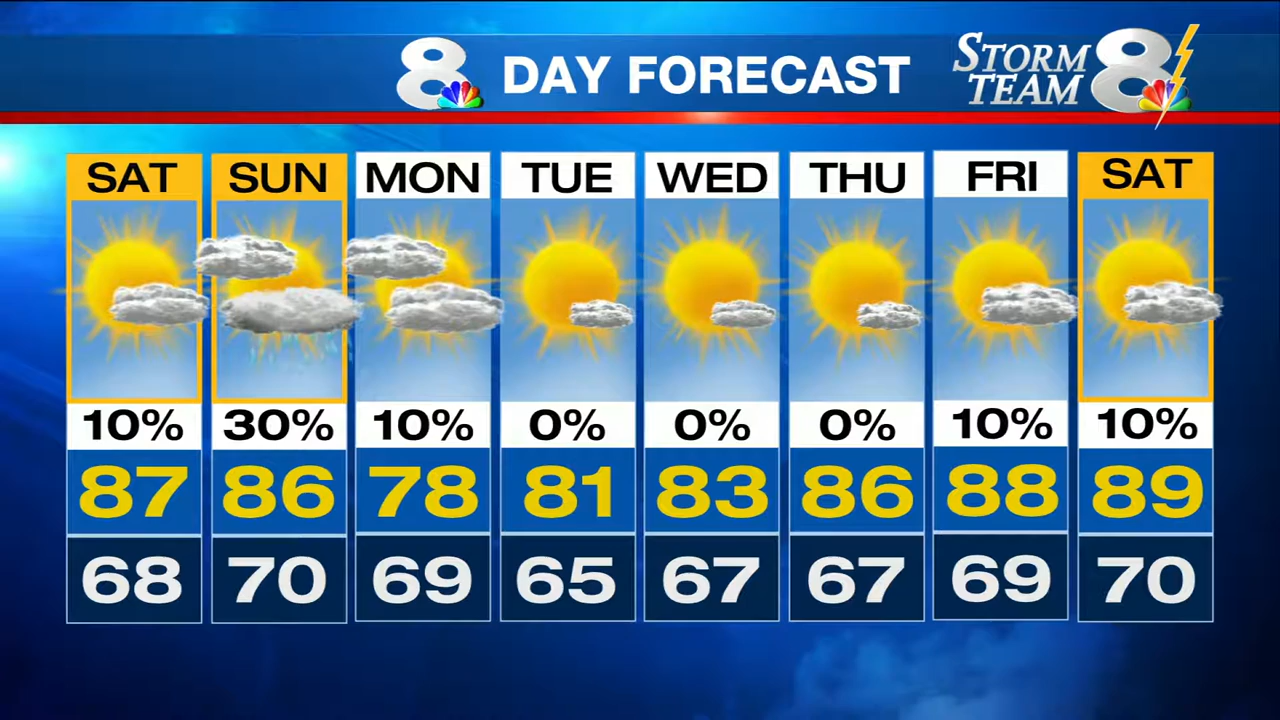 8 DAY FORECAST
STORM TEAM 8
SAT SUN MON TUE WED THU FRI SAT
10% 30% 10% 0% 0% 0% 10% 10%
87 86 78 81 83 86 88 89
68 70 69 65 67 67 69 70